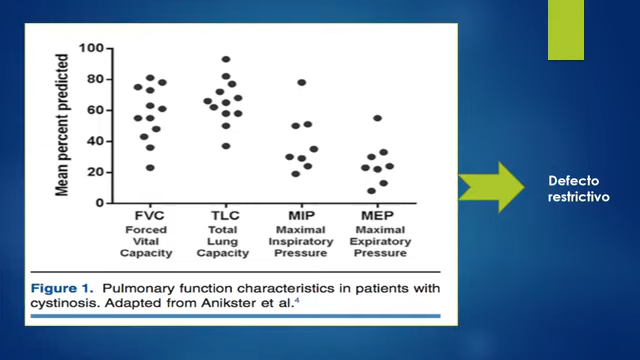 Mean percent predicted
100
80
60
40
20
0
FVC
Forced
Vital
Capacity
TLC
Total
Lung
Capacity
MIP
Maximal
Inspiratory
Pressure
MEP
Maximal
Expiratory
Pressure
Figure 1. Pulmonary function characteristics in patients with
cystinosis. Adapted from Anikster et al.4
Defecto
restrictivo